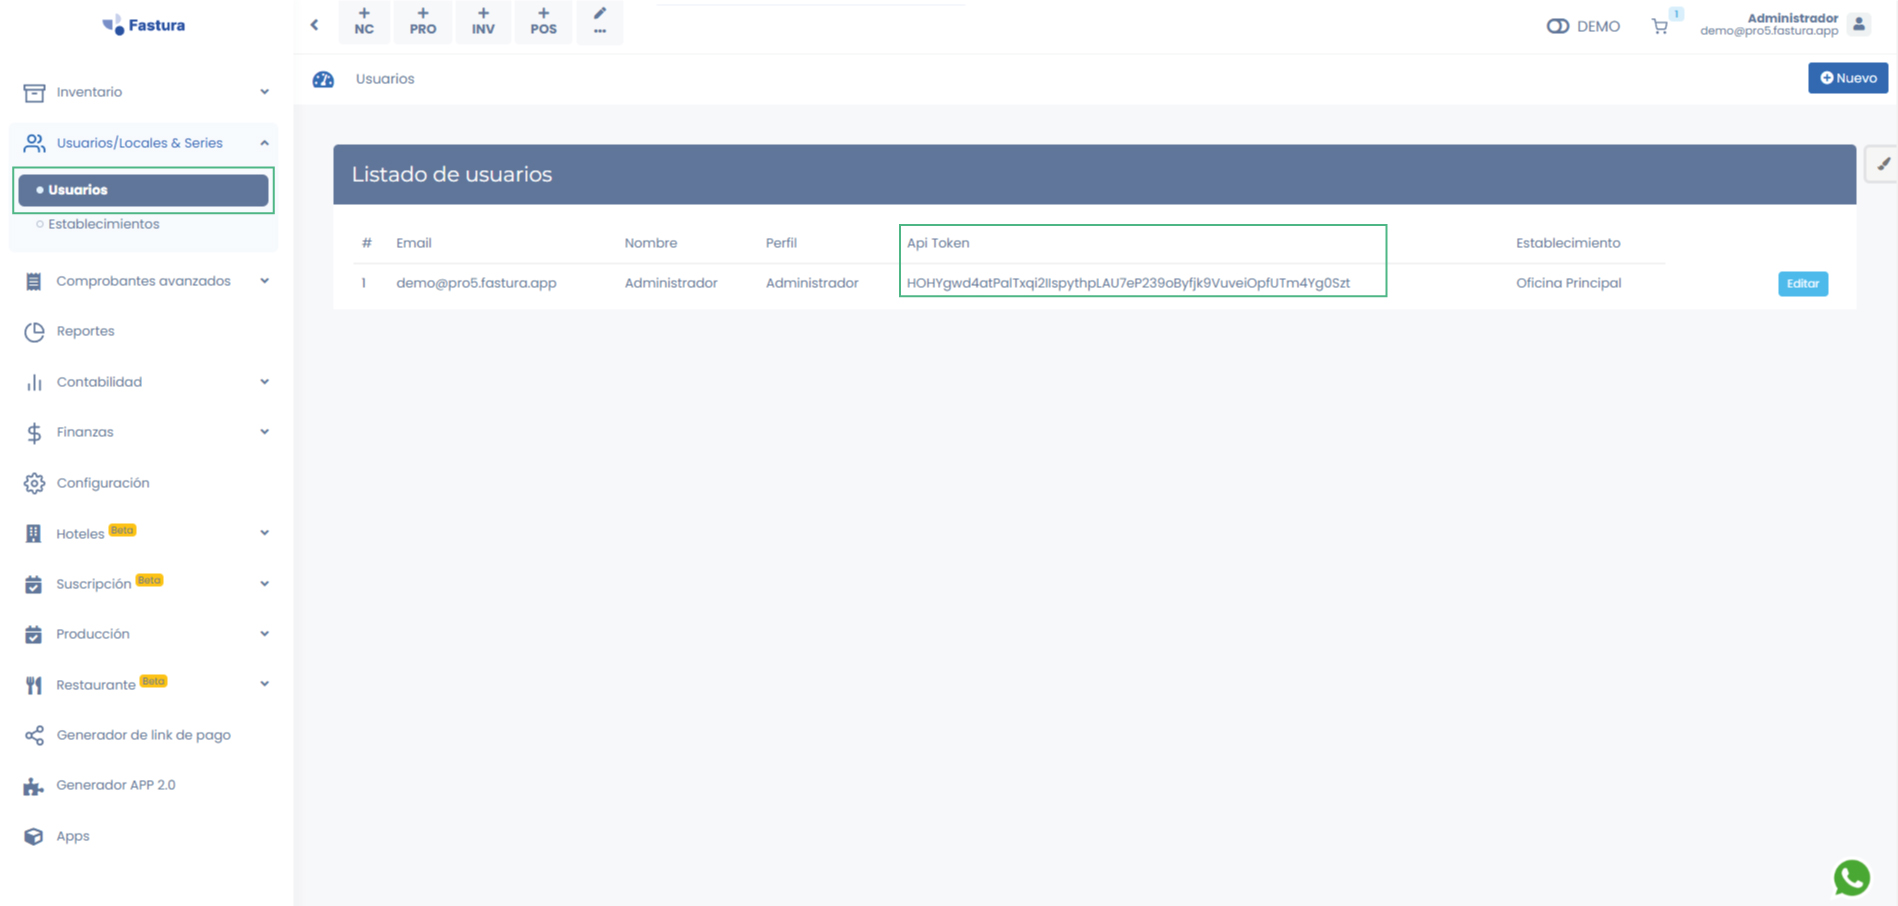 Fastura
+ NC
+ PRO
+ INV
+ POS
...
DEMO
1
Administrador
demo@pro5.fastura.app
Usuarios
Nuevo
Inventario
Usuarios/Locales & Series
Usuarios
Establecimientos
Comprobantes avanzados
Reportes
Contabilidad
Finanzas
Configuración
Hoteles Beta
Suscripción Beta
Producción
Restaurante Beta
Generador de link de pago
Generador APP 2.0
Apps
Listado de usuarios
# Email Nombre Perfil Api Token Establecimiento
1 demo@pro5.fastura.app Administrador Administrador HOHYgwd4atPalTxqi2IIspythpLAU7eP239oByfjk9VuveiOpfUTm4Yg0Szt Oficina Principal Editar